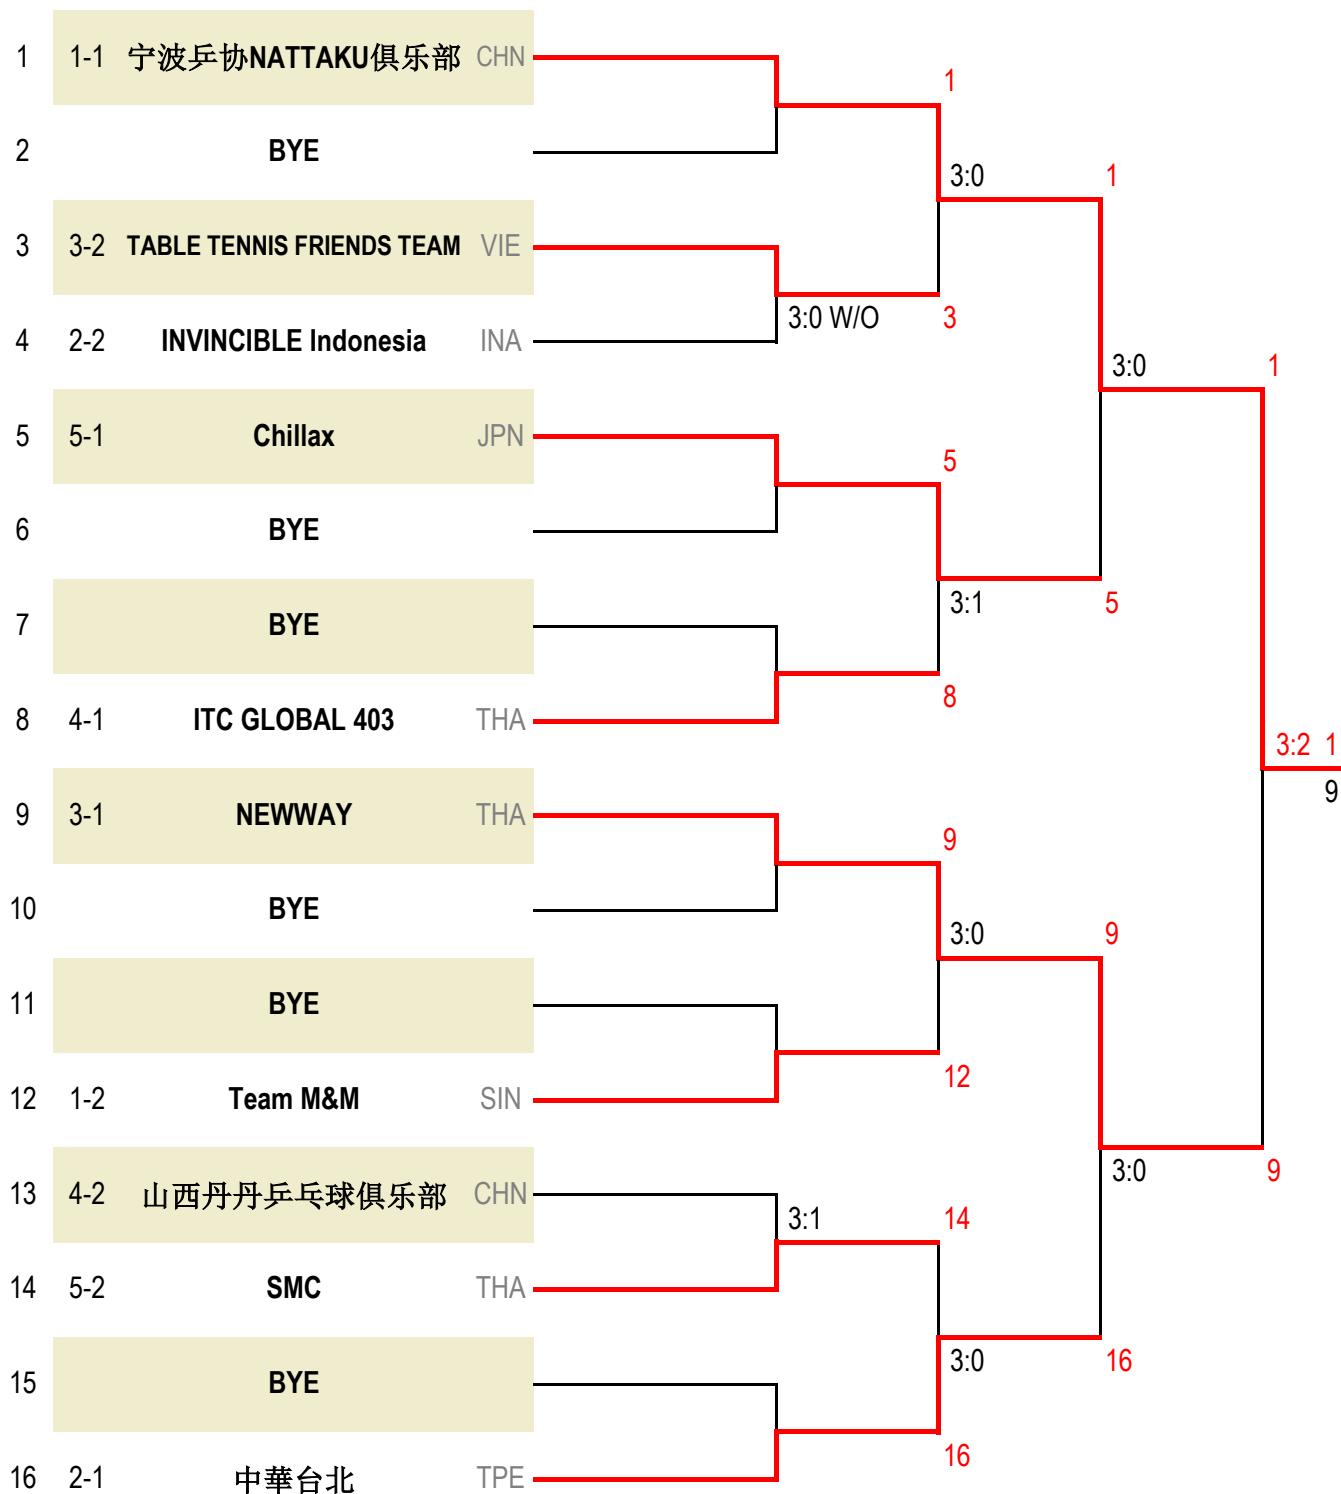 1 1-1 宁波乒协NATTAKU俱乐部 CHN
1
2 BYE
3:0 1
3 3-2 TABLE TENNIS FRIENDS TEAM VIE
3:0 W/O 3
4 2-2 INVINCIBLE Indonesia INA
3:0 1
5 5-1 Chillax JPN
5
6 BYE
3:1 5
7 BYE
8
8 4-1 ITC GLOBAL 403 THA
3:2 1
9
9 3-1 NEWWAY THA
9
10 BYE
3:0 9
11 BYE
12
12 1-2 Team M&M SIN
3:0 9
13 4-2 山西丹丹乒乓球俱乐部 CHN
3:1 14
14 5-2 SMC THA
3:0 16
15 BYE
16
16 2-1 中華台北 TPE